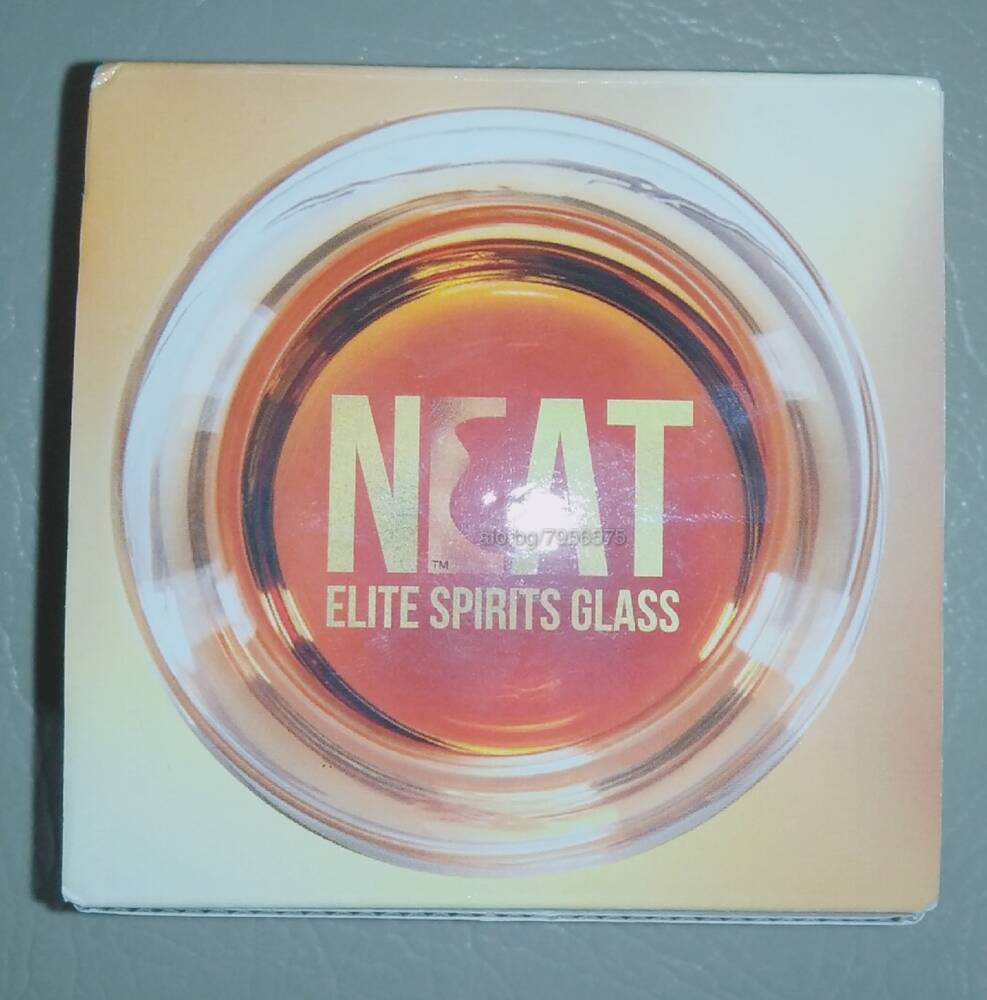 NEAT
™
alo.bg/7956575
ELITE SPIRITS GLASS